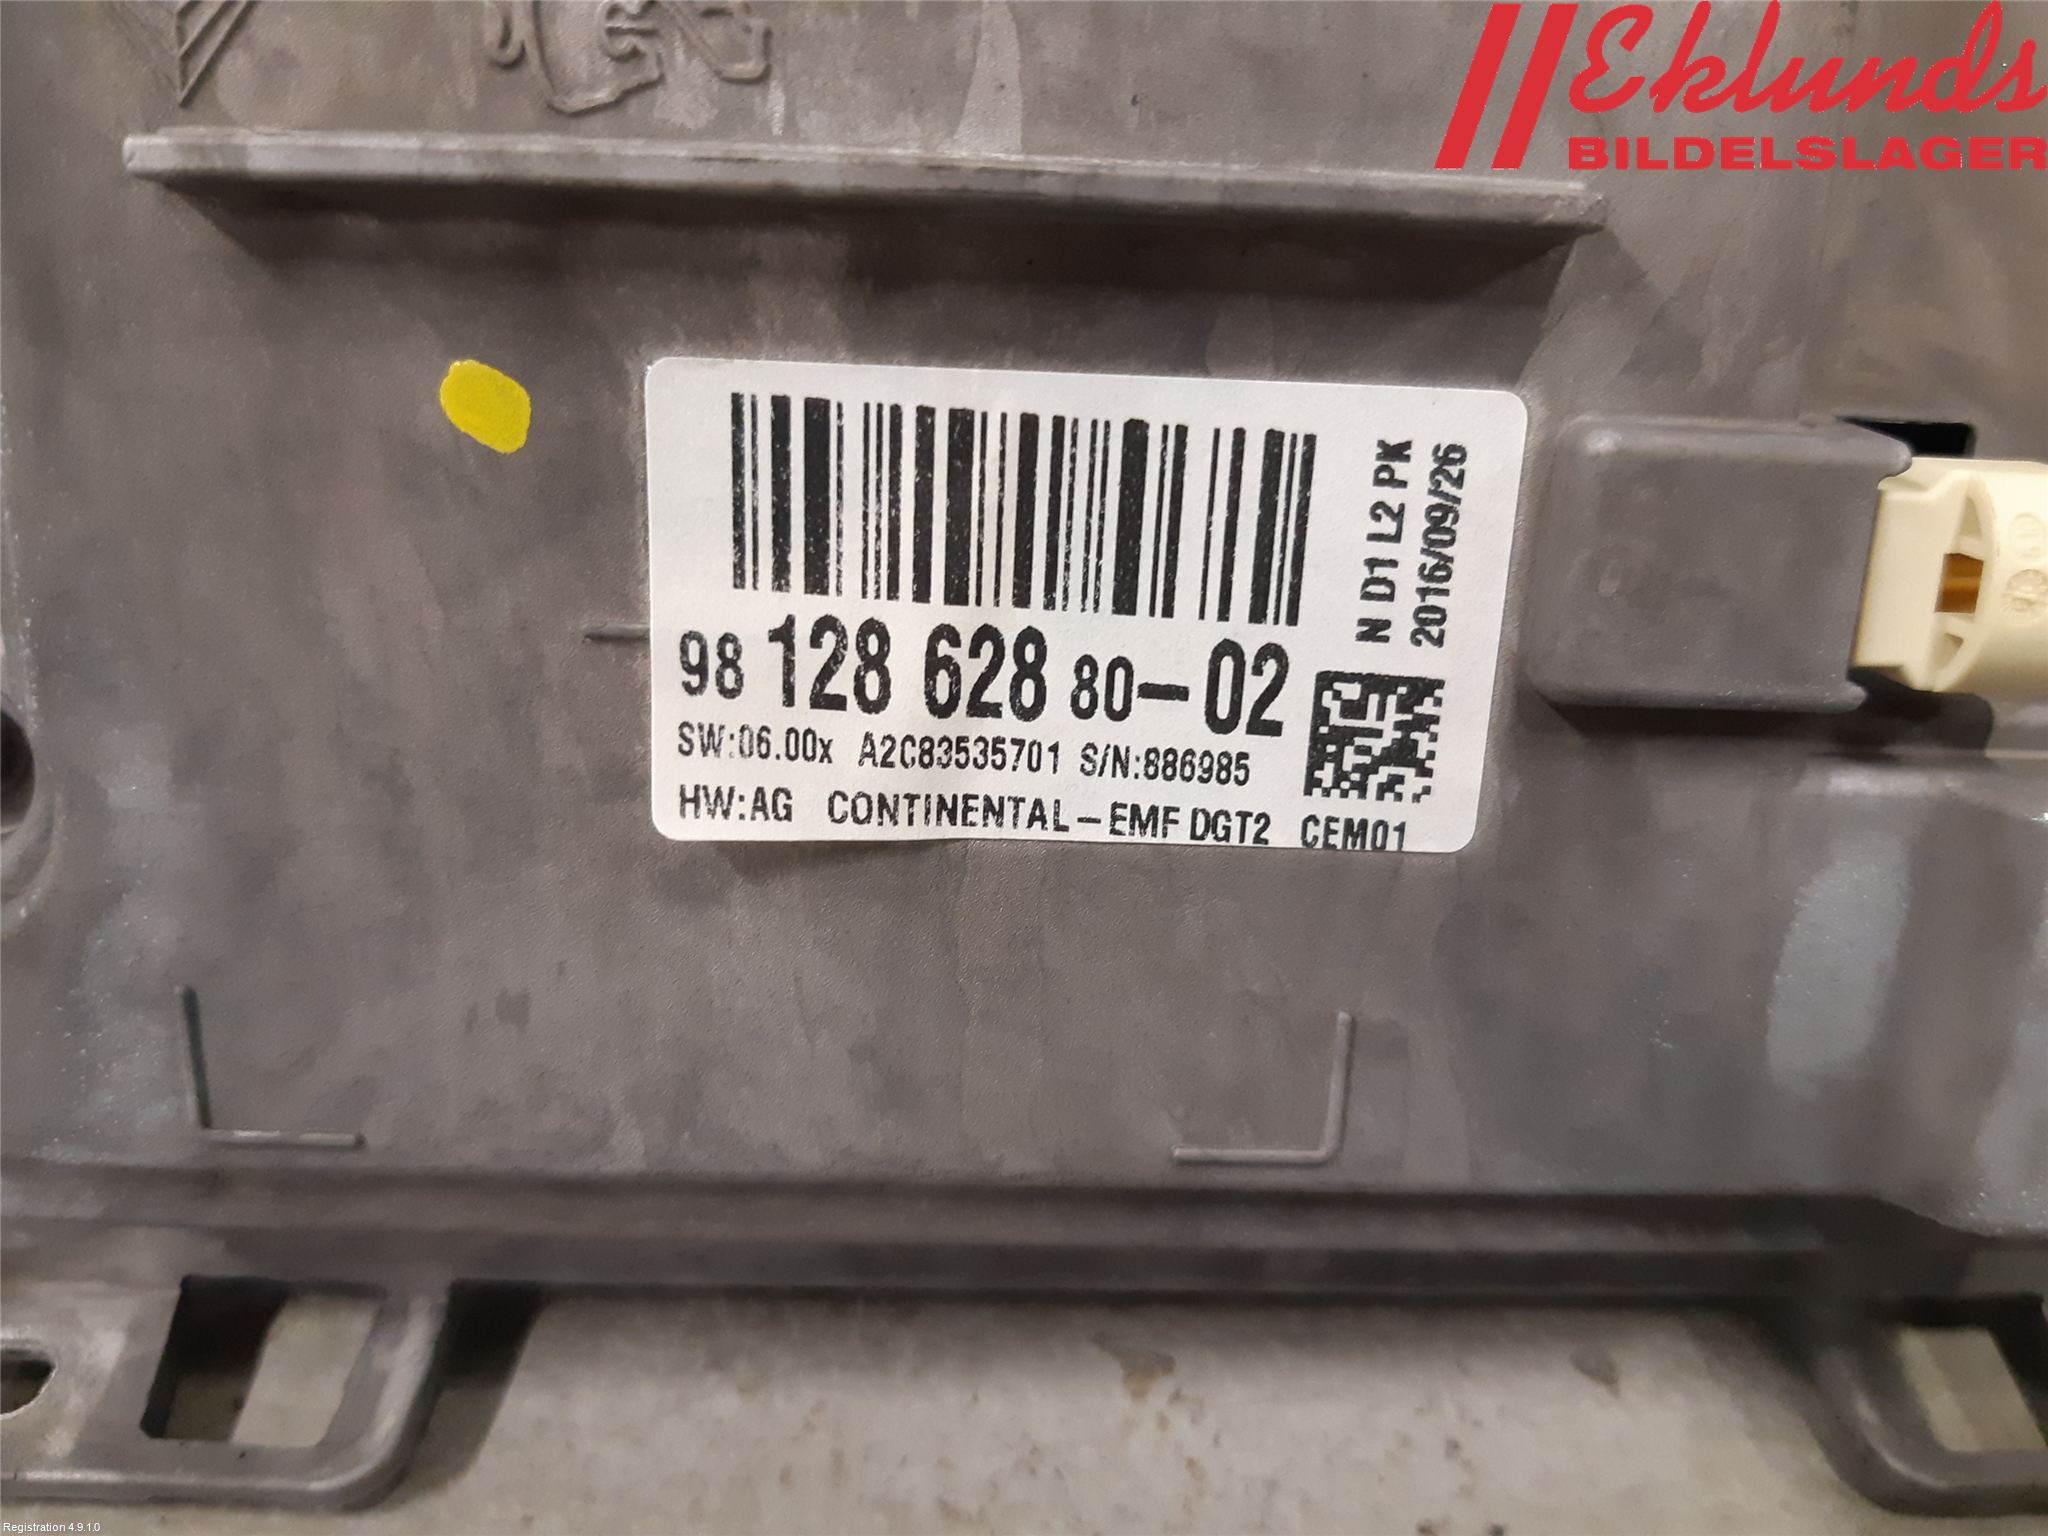 Eklunds
BILDELSLAGER
N D1 L2 PK
2016/09/26
98 128 628 80-02
SW:06.00x A2C83535701 S/N:886985
HW:AG CONTINENTAL-EMF DGT2 CEM01
Registration 4.9.1.0